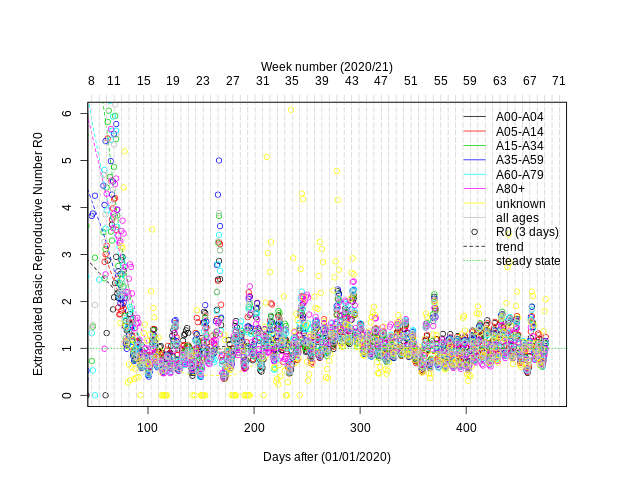 Week number (2020/21)
8 11 15 19 23 27 31 35 39 43 47 51 55 59 63 67 71
Extrapolated Basic Reproductive Number R0
6
5
4
3
2
1
0
A00-A04
A05-A14
A15-A34
A35-A59
A60-A79
A80+
unknown
all ages
R0 (3 days)
trend
steady state
100 200 300 400
Days after (01/01/2020)